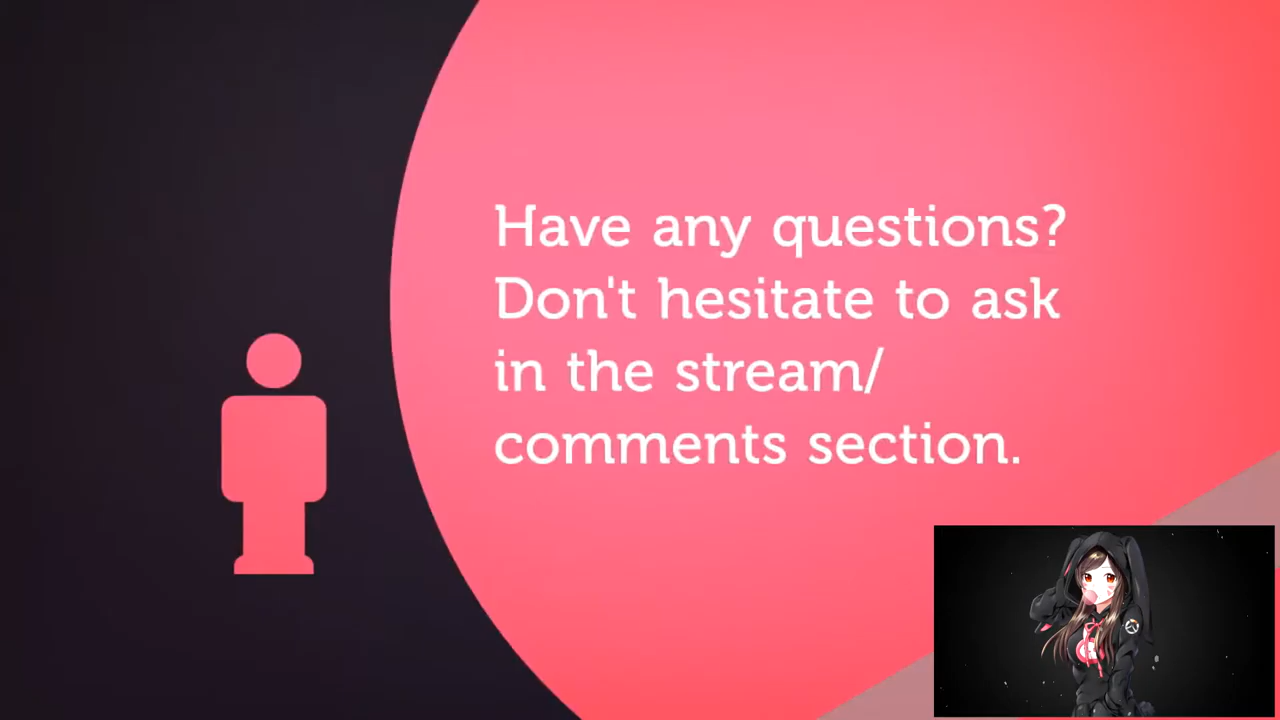 Have any questions?
Don't hesitate to ask
in the stream/
comments section.